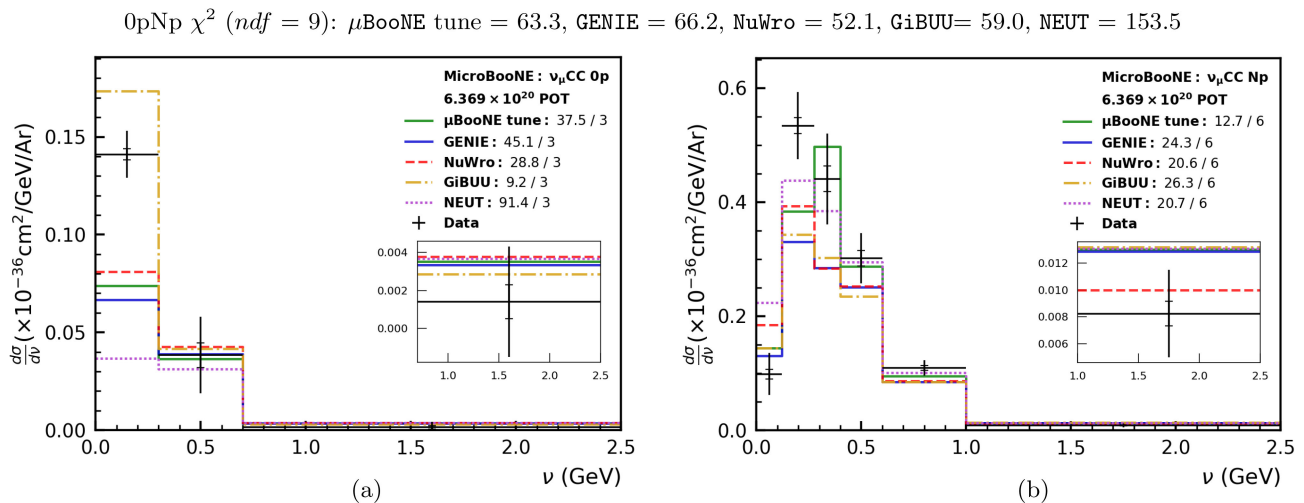 0pNp χ² (ndf = 9): μBooNE tune = 63.3, GENIE = 66.2, NuWro = 52.1, GiBUU= 59.0, NEUT = 153.5
dσ/dν (×10⁻³⁶cm²/GeV/Ar)
0.15
0.10
0.05
0.00
MicroBooNE: νμCC 0p
6.369 × 10²⁰ POT
μBooNE tune: 37.5 / 3
GENIE: 45.1 / 3
NuWro: 28.8 / 3
GiBUU: 9.2 / 3
NEUT: 91.4 / 3
Data
0.004
0.002
0.000
1.0 1.5 2.0 2.5
0.0 0.5 1.0 1.5 2.0 2.5
ν (GeV)
(a)
dσ/dν (×10⁻³⁶cm²/GeV/Ar)
0.6
0.4
0.2
0.0
MicroBooNE: νμCC Np
6.369 × 10²⁰ POT
μBooNE tune: 12.7 / 6
GENIE: 24.3 / 6
NuWro: 20.6 / 6
GiBUU: 26.3 / 6
NEUT: 20.7 / 6
Data
0.012
0.010
0.008
0.006
1.0 1.5 2.0 2.5
0.0 0.5 1.0 1.5 2.0 2.5
ν (GeV)
(b)